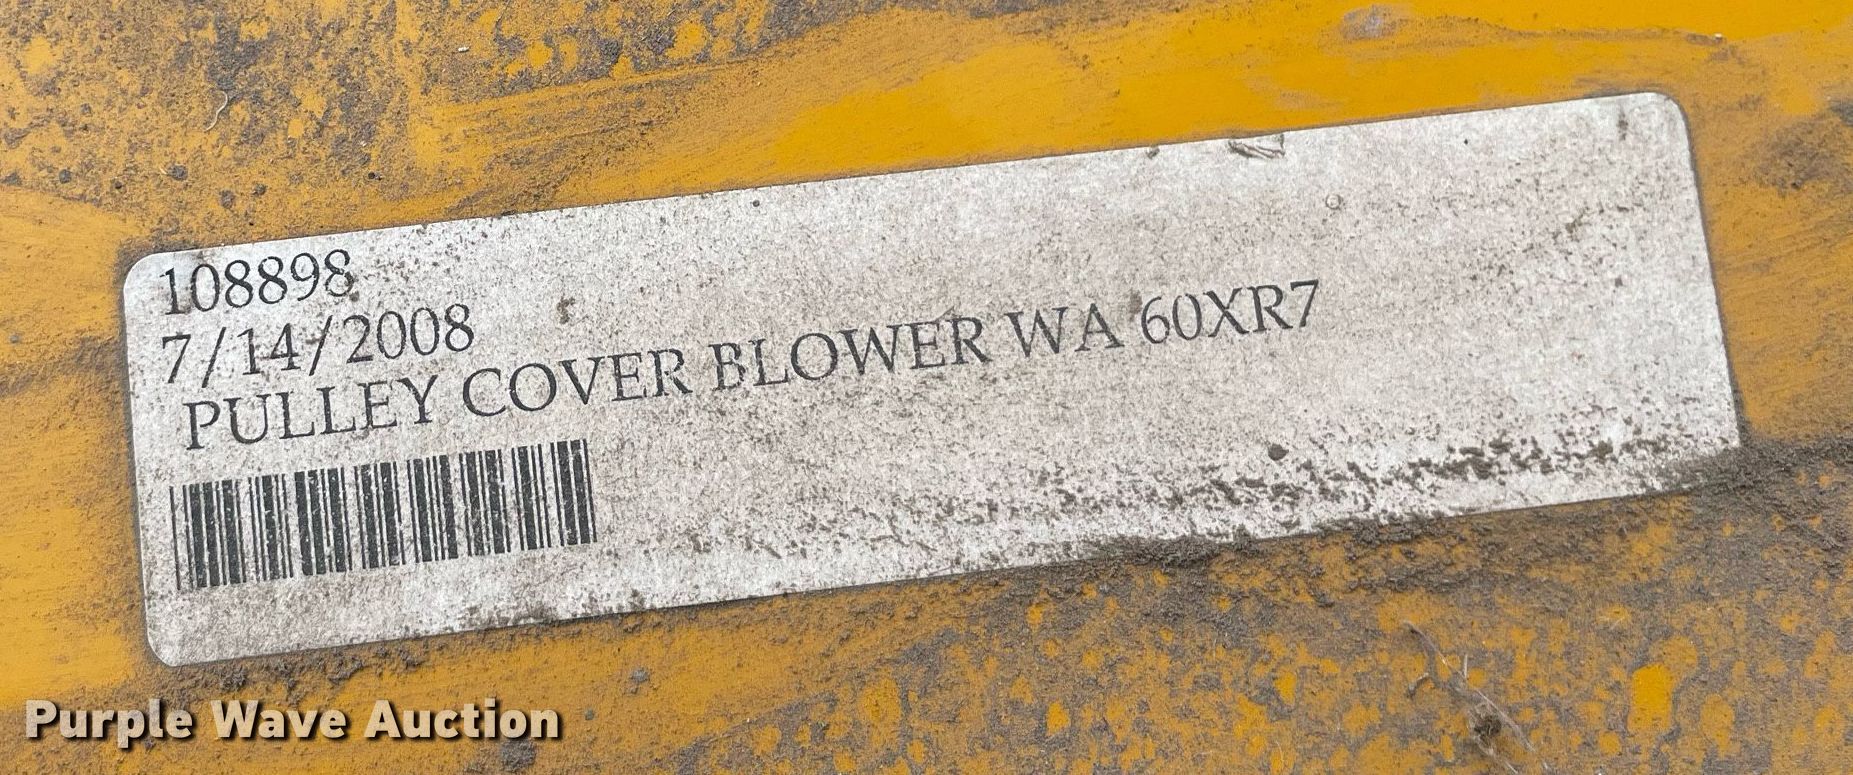 108898
7/14/2008
PULLEY COVER BLOWER WA 60XR7
Purple Wave Auction